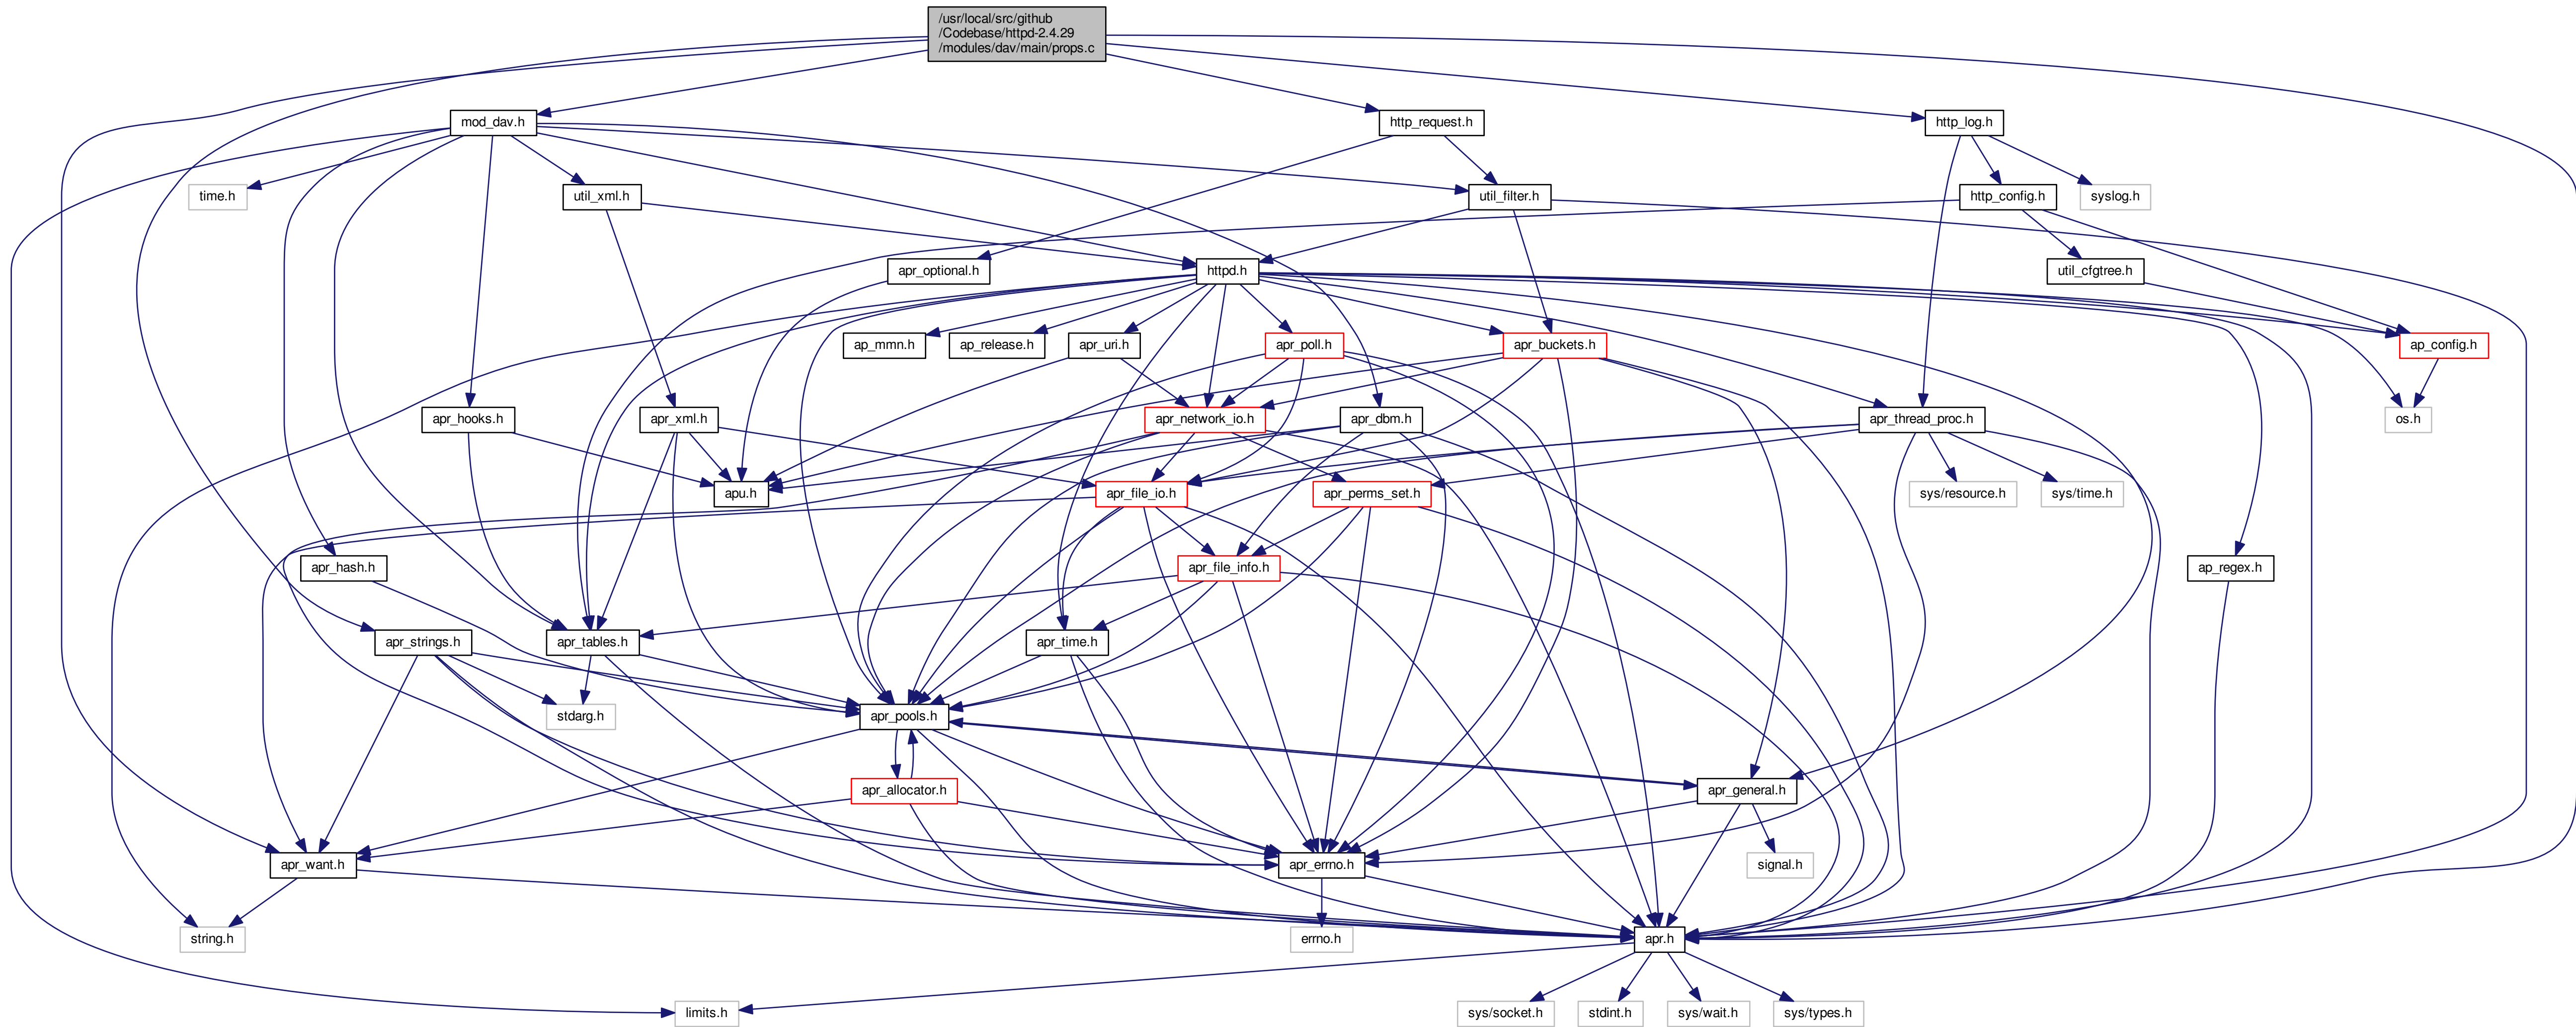 /usr/local/src/github
/Codebase/httpd-2.4.29
/modules/dav/main/props.c
mod_dav.h
http_request.h
http_log.h
time.h
util_xml.h
util_filter.h
http_config.h
syslog.h
apr_optional.h
httpd.h
util_cfgtree.h
ap_mmn.h
ap_release.h
apr_uri.h
apr_poll.h
apr_buckets.h
ap_config.h
apr_hooks.h
apr_xml.h
apr_network_io.h
apr_dbm.h
apr_thread_proc.h
os.h
apu.h
apr_file_io.h
apr_perms_set.h
sys/resource.h
sys/time.h
apr_hash.h
apr_file_info.h
ap_regex.h
apr_strings.h
apr_tables.h
apr_time.h
stdarg.h
apr_pools.h
apr_allocator.h
apr_general.h
apr_want.h
apr_errno.h
signal.h
string.h
errno.h
apr.h
limits.h
sys/socket.h
stdint.h
sys/wait.h
sys/types.h